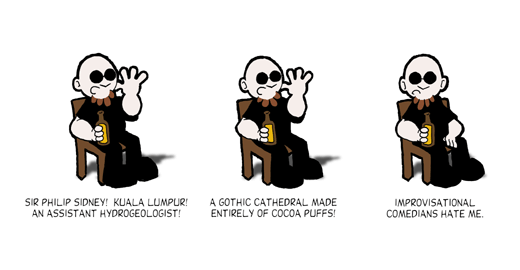 SIR PHILIP SIDNEY! KUALA LUMPUR!
AN ASSISTANT HYDROGEOLOGIST!
A GOTHIC CATHEDRAL MADE
ENTIRELY OF COCOA PUFFS!
IMPROVISATIONAL
COMEDIANS HATE ME.